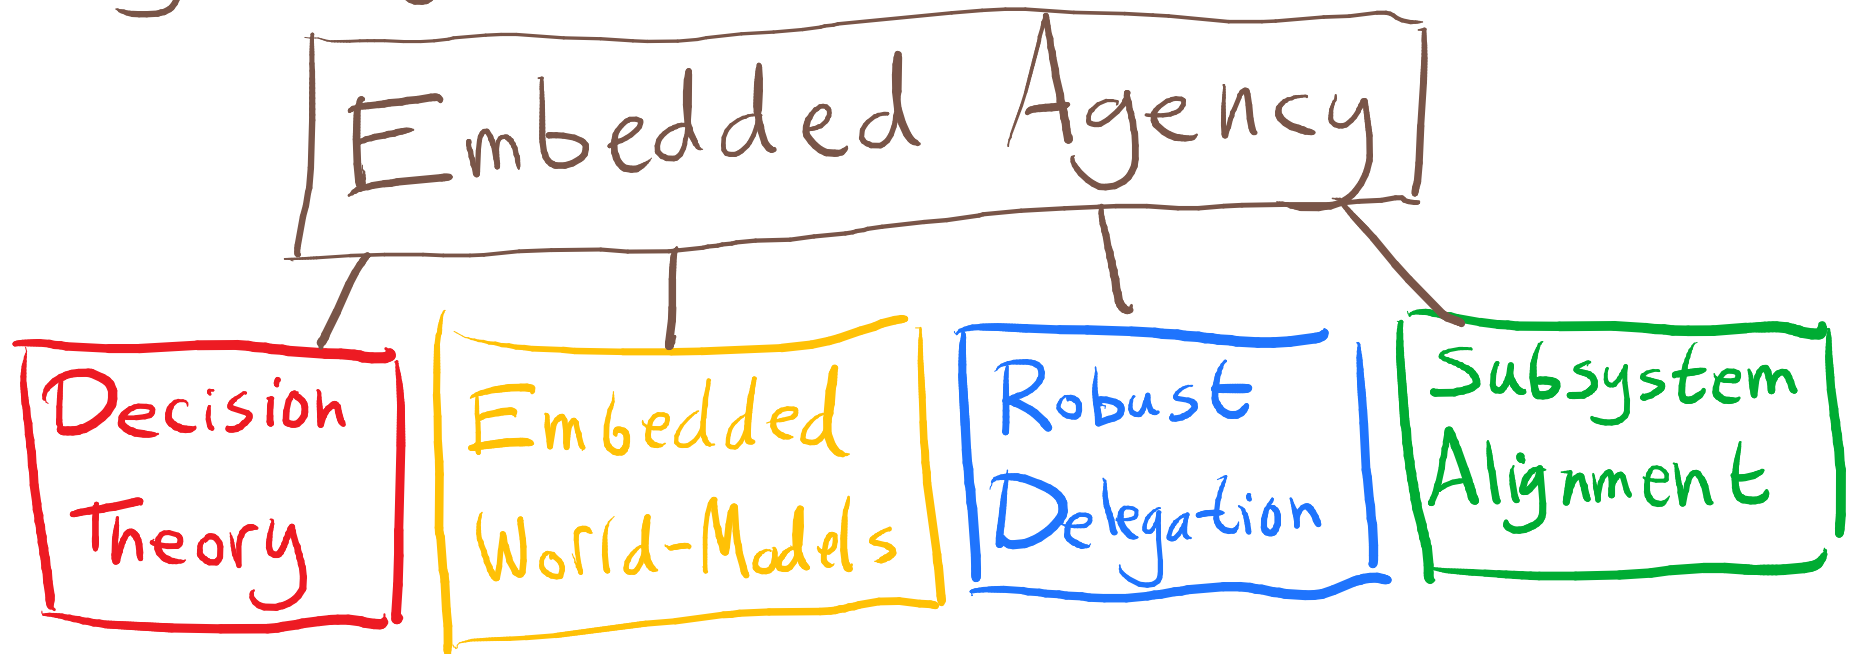 Embedded Agency
Decision
Theory
Embedded
World-Models
Robust
Delegation
Subsystem
Alignment